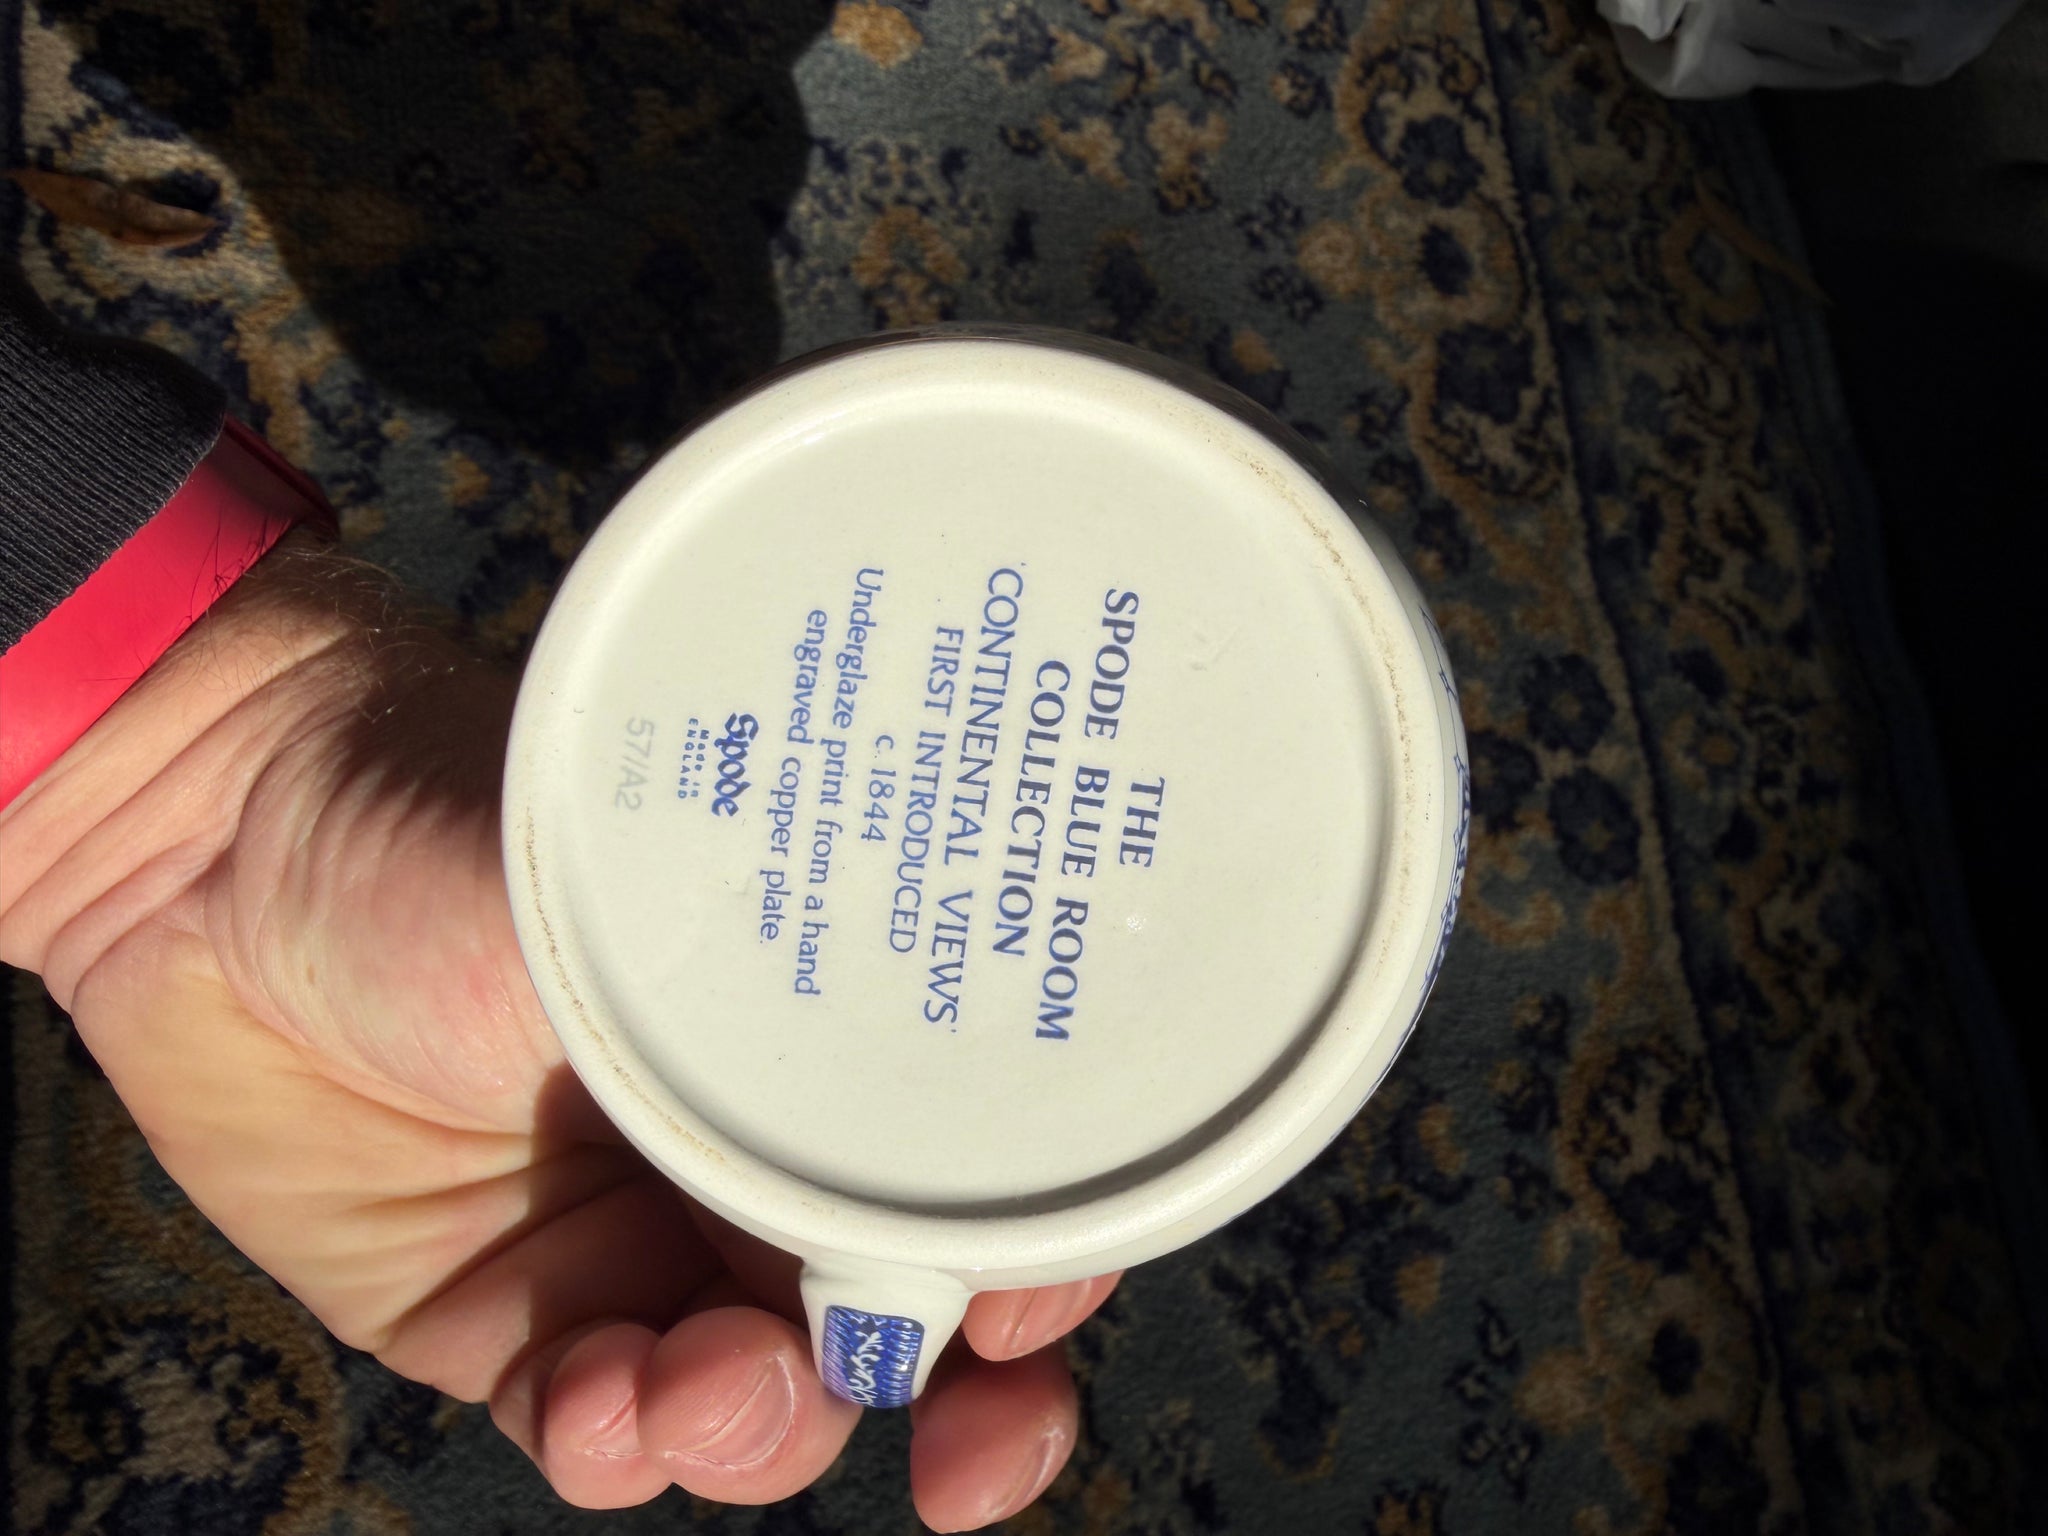 THE
SPODE BLUE ROOM
COLLECTION
'CONTINENTAL VIEWS'
FIRST INTRODUCED
c. 1844
Underglaze print from a hand
engraved copper plate.
Spode
MADE IN
ENGLAND
57/A2